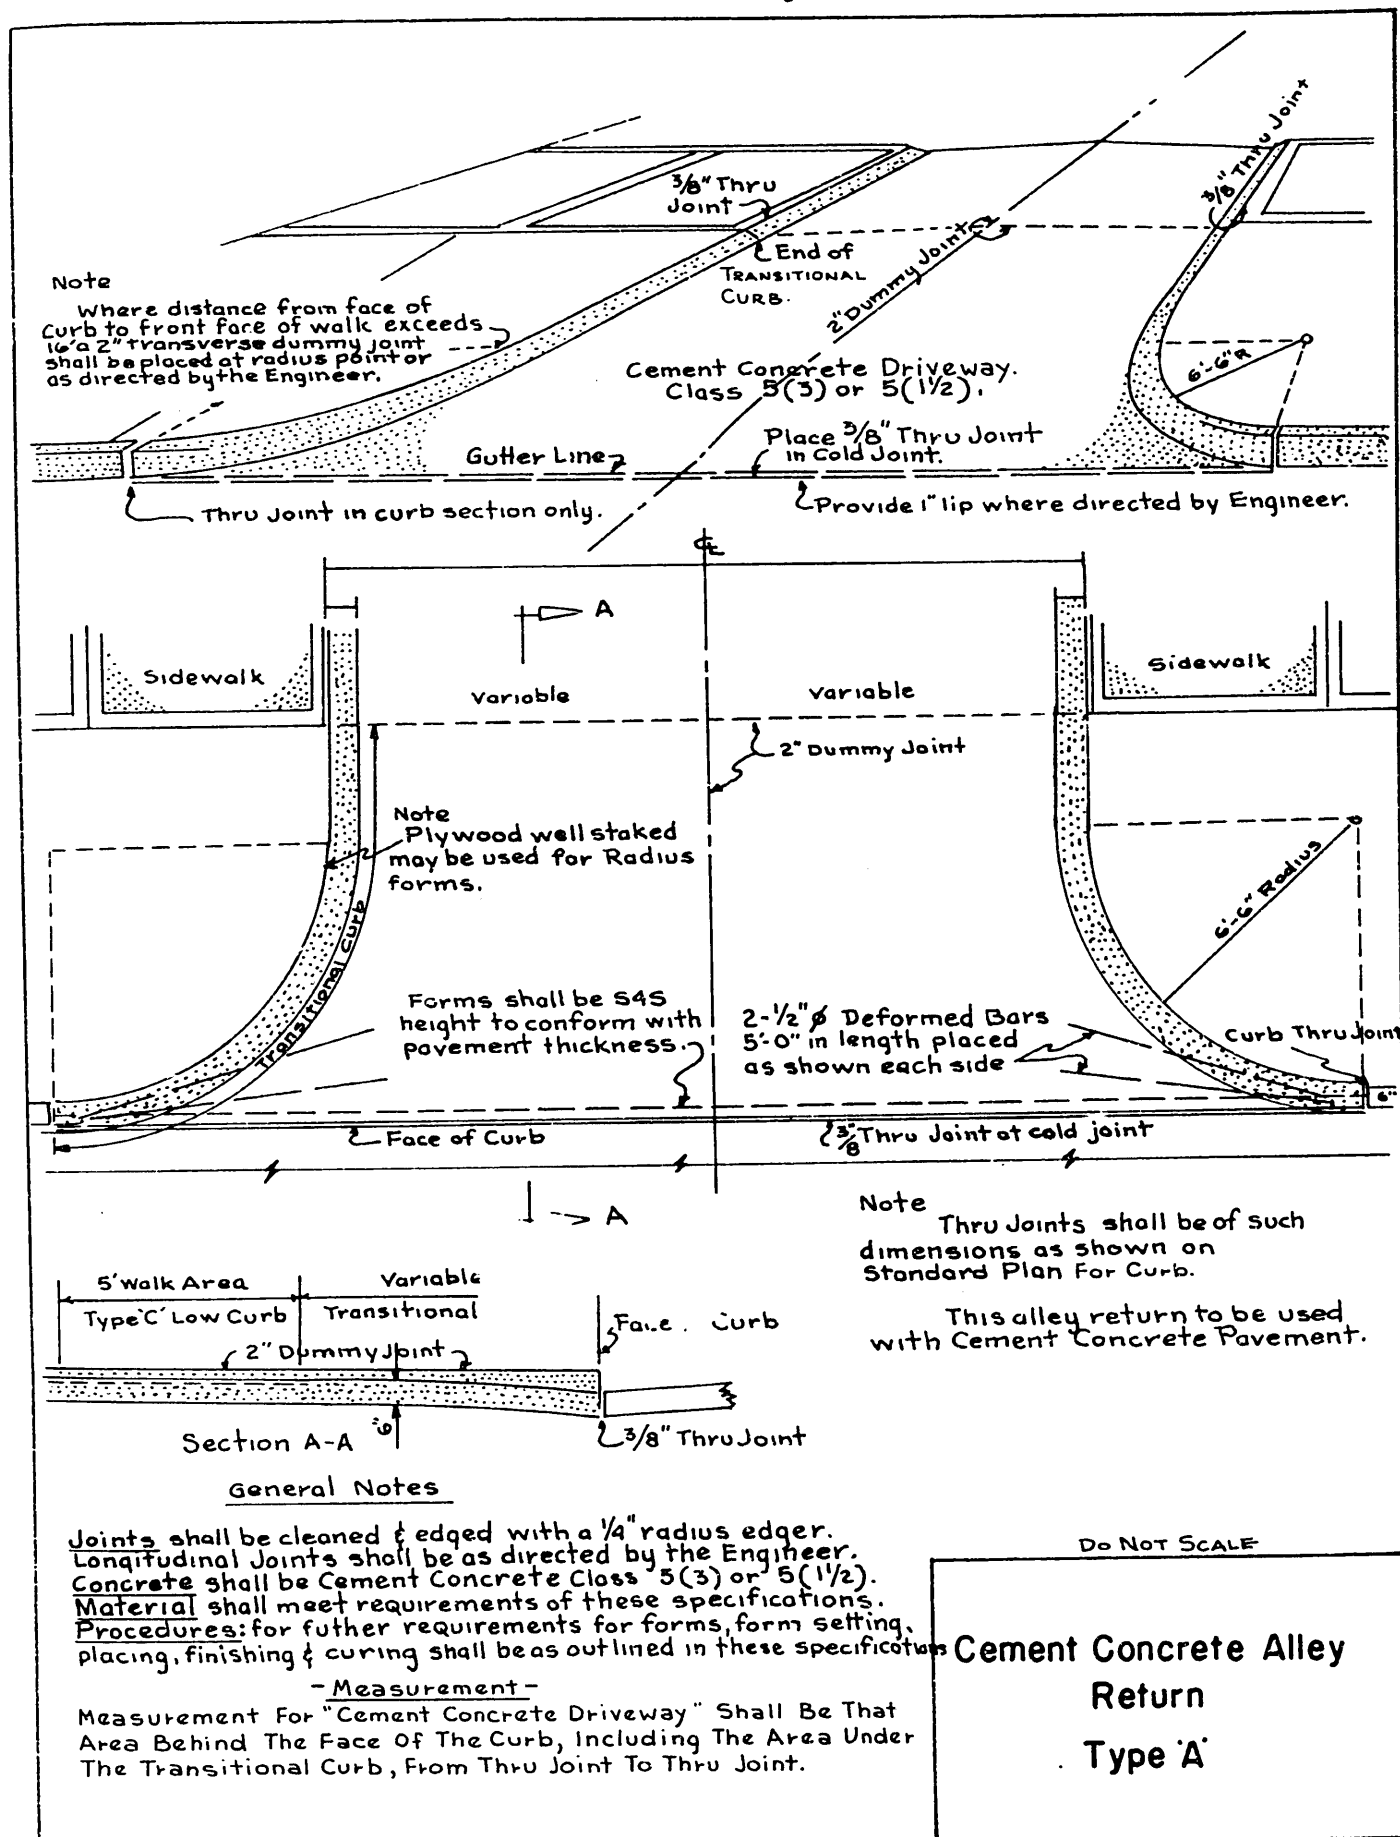 3/8" Thru
Joint
3/8" Thru Joint
End of
TRANSITIONAL
CURB.
2" Dummy Joint
Note
Where distance from face of
Curb to front face of walk exceeds
16' a 2" transverse dummy joint
shall be placed at radius point or
as directed by the Engineer.
6'-6"R
Cement Concrete Driveway.
Class 5(3) or 5(1½).
Gutter Line
Place 3/8" Thru Joint
in Cold Joint.
Thru Joint in curb section only.
Provide 1" lip where directed by Engineer.
℄
A
Sidewalk
Sidewalk
Variable
Variable
2" Dummy Joint
Note
Plywood well staked
may be used for Radius
forms.
6'-6" Radius
Transitional Curb
Forms shall be S4S
height to conform with
pavement thickness.
2-½"ø Deformed Bars
5'-0" in length placed
as shown each side
Curb Thru Joint
6"
Face of Curb
3/8" Thru Joint at cold joint
A
Note
Thru Joints shall be of such
dimensions as shown on
Standard Plan For Curb.
This alley return to be used
with Cement Concrete Pavement.
5' Walk Area
Variable
Type 'C' Low Curb
Transitional
Curb
2" Dummy Joint
6"
Section A-A
3/8" Thru Joint
General Notes
Joints shall be cleaned & edged with a ¼" radius edger.
Longitudinal Joints shall be as directed by the Engineer.
Concrete shall be Cement Concrete Class 5(3) or 5(1½).
Material shall meet requirements of these specifications.
Procedures: for futher requirements for forms, form setting,
placing, finishing & curing shall be as outlined in these specifications
- Measurement -
Measurement For "Cement Concrete Driveway" Shall Be That
Area Behind The Face Of The Curb, Including The Area Under
The Transitional Curb, From Thru Joint To Thru Joint.
DO NOT SCALE
Cement Concrete Alley
Return
Type 'A'